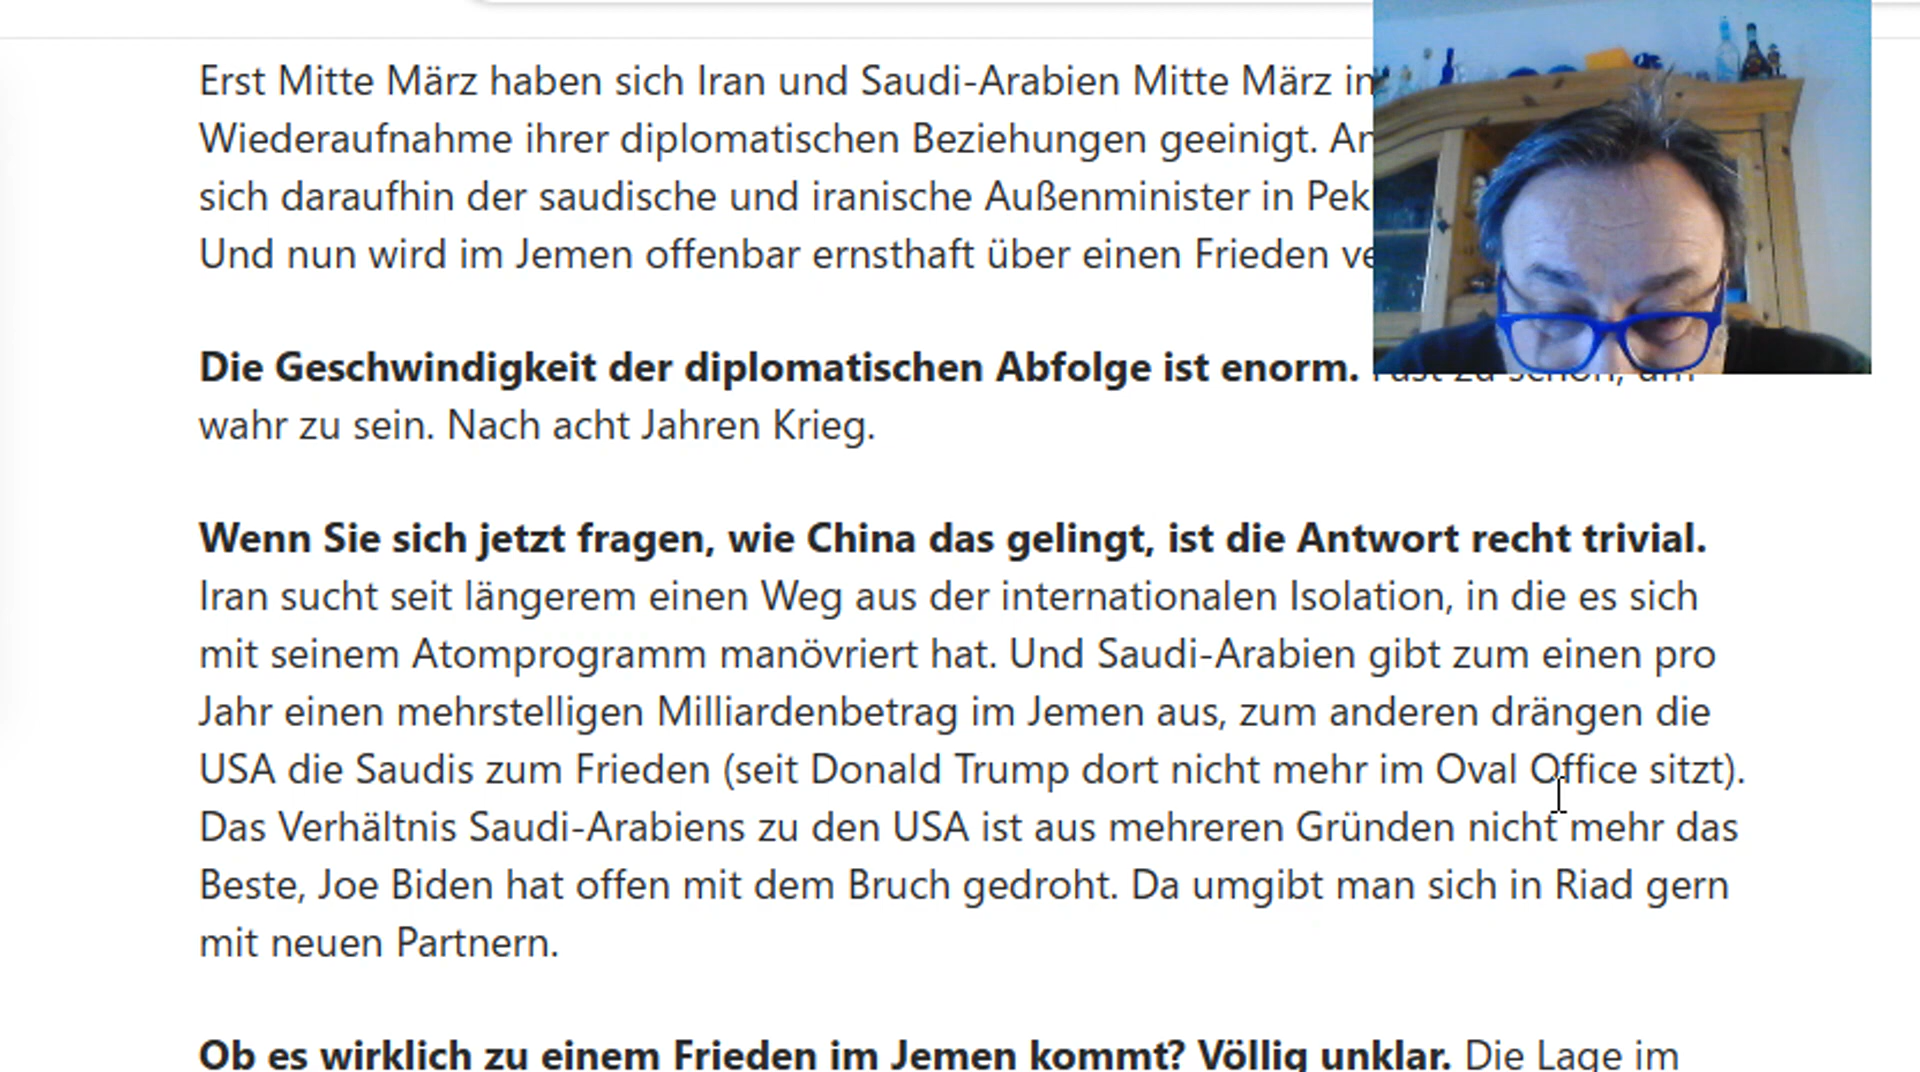 Erst Mitte März haben sich Iran und Saudi-Arabien Mitte März in
Wiederaufnahme ihrer diplomatischen Beziehungen geeinigt.
sich daraufhin der saudische und iranische Außenminister in
Und nun wird im Jemen offenbar ernsthaft über einen Frieden
Die Geschwindigkeit der diplomatischen Abfolge ist enorm.
wahr zu sein. Nach acht Jahren Krieg.
Wenn Sie sich jetzt fragen, wie China das gelingt, ist die Antwort recht trivial.
Iran sucht seit längerem einen Weg aus der internationalen Isolation, in die es sich
mit seinem Atomprogramm manövriert hat. Und Saudi-Arabien gibt zum einen pro
Jahr einen mehrstelligen Milliardenbetrag im Jemen aus, zum anderen drängen die
USA die Saudis zum Frieden (seit Donald Trump dort nicht mehr im Oval Office sitzt).
Das Verhältnis Saudi-Arabiens zu den USA ist aus mehreren Gründen nicht mehr das
Beste, Joe Biden hat offen mit dem Bruch gedroht. Da umgibt man sich in Riad gern
mit neuen Partnern.
Ob es wirklich zu einem Frieden im Jemen kommt? Völlig unklar. Die Lage im